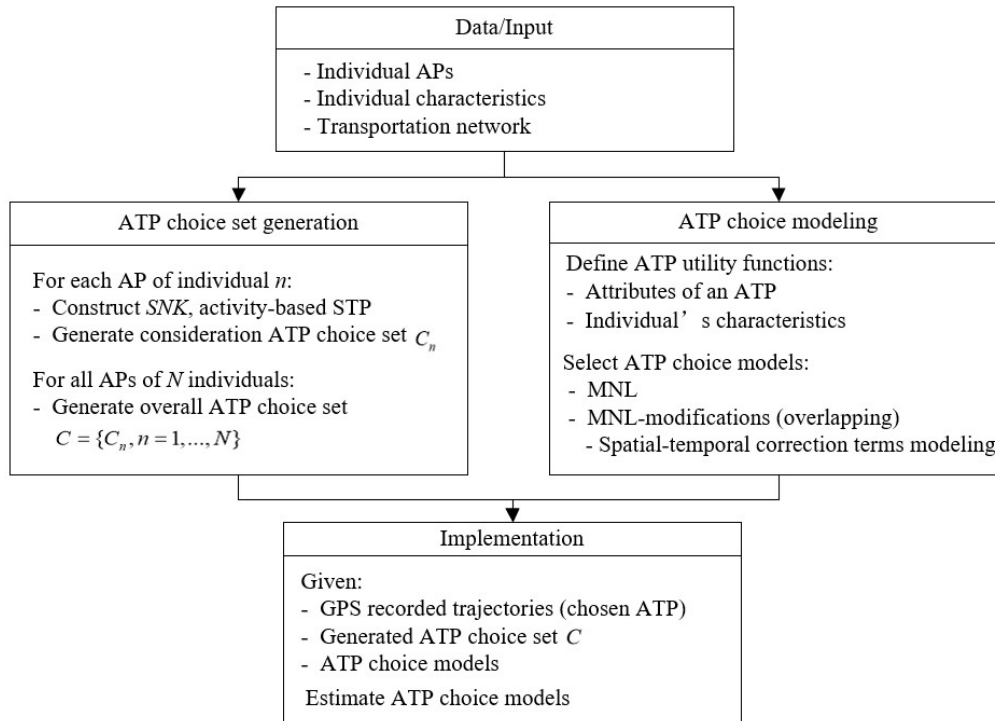 Data/Input
- Individual APs
- Individual characteristics
- Transportation network
ATP choice set generation
For each AP of individual n:
- Construct SNK, activity-based STP
- Generate consideration ATP choice set Cn
For all APs of N individuals:
- Generate overall ATP choice set
C = {Cn, n = 1,..., N}
ATP choice modeling
Define ATP utility functions:
- Attributes of an ATP
- Individual’s characteristics
Select ATP choice models:
- MNL
- MNL-modifications (overlapping)
- Spatial-temporal correction terms modeling
Implementation
Given:
- GPS recorded trajectories (chosen ATP)
- Generated ATP choice set C
- ATP choice models
Estimate ATP choice models